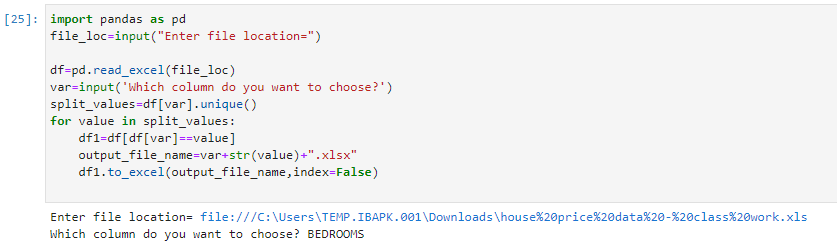 [25]: import pandas as pd
file_loc=input("Enter file location=")
df=pd.read_excel(file_loc)
var=input('Which column do you want to choose?')
split_values=df[var].unique()
for value in split_values:
    df1=df[df[var]==value]
    output_file_name=var+str(value)+".xlsx"
    df1.to_excel(output_file_name,index=False)
Enter file location= file:///C:\Users\TEMP.IBAPK.001\Downloads\house%20price%20data%20-%20class%20work.xls
Which column do you want to choose? BEDROOMS